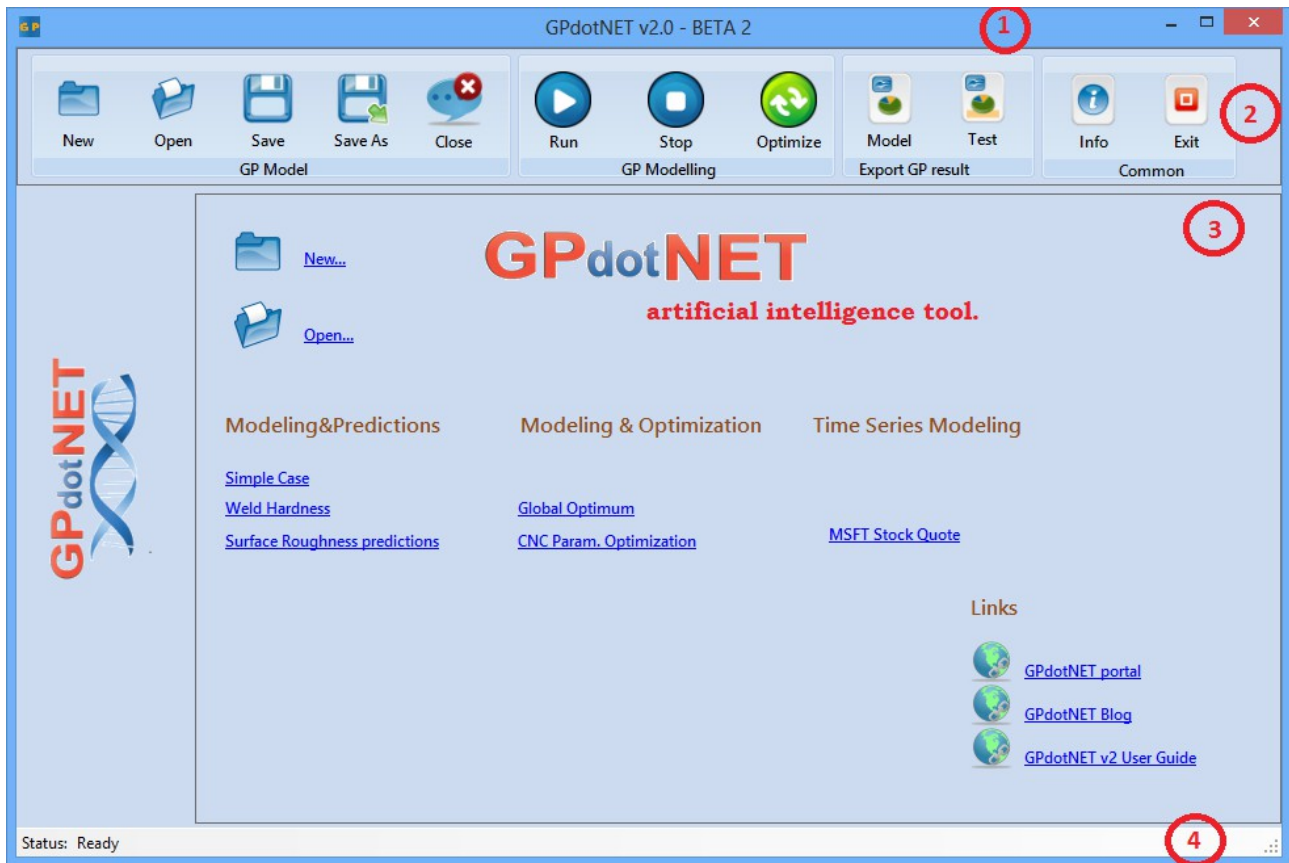 GP
GPdotNET v2.0 - BETA 2
1
New
Open
Save
Save As
Close
Run
Stop
Optimize
Model
Test
Info
Exit
2
GP Model
GP Modelling
Export GP result
Common
3
New...
GPdotNET
artificial intelligence tool.
Open...
GPdotNET
Modeling&Predictions
Modeling & Optimization
Time Series Modeling
Simple Case
Weld Hardness
Global Optimum
Surface Roughness predictions
CNC Param. Optimization
MSFT Stock Quote
Links
GPdotNET portal
GPdotNET Blog
GPdotNET v2 User Guide
Status: Ready
4